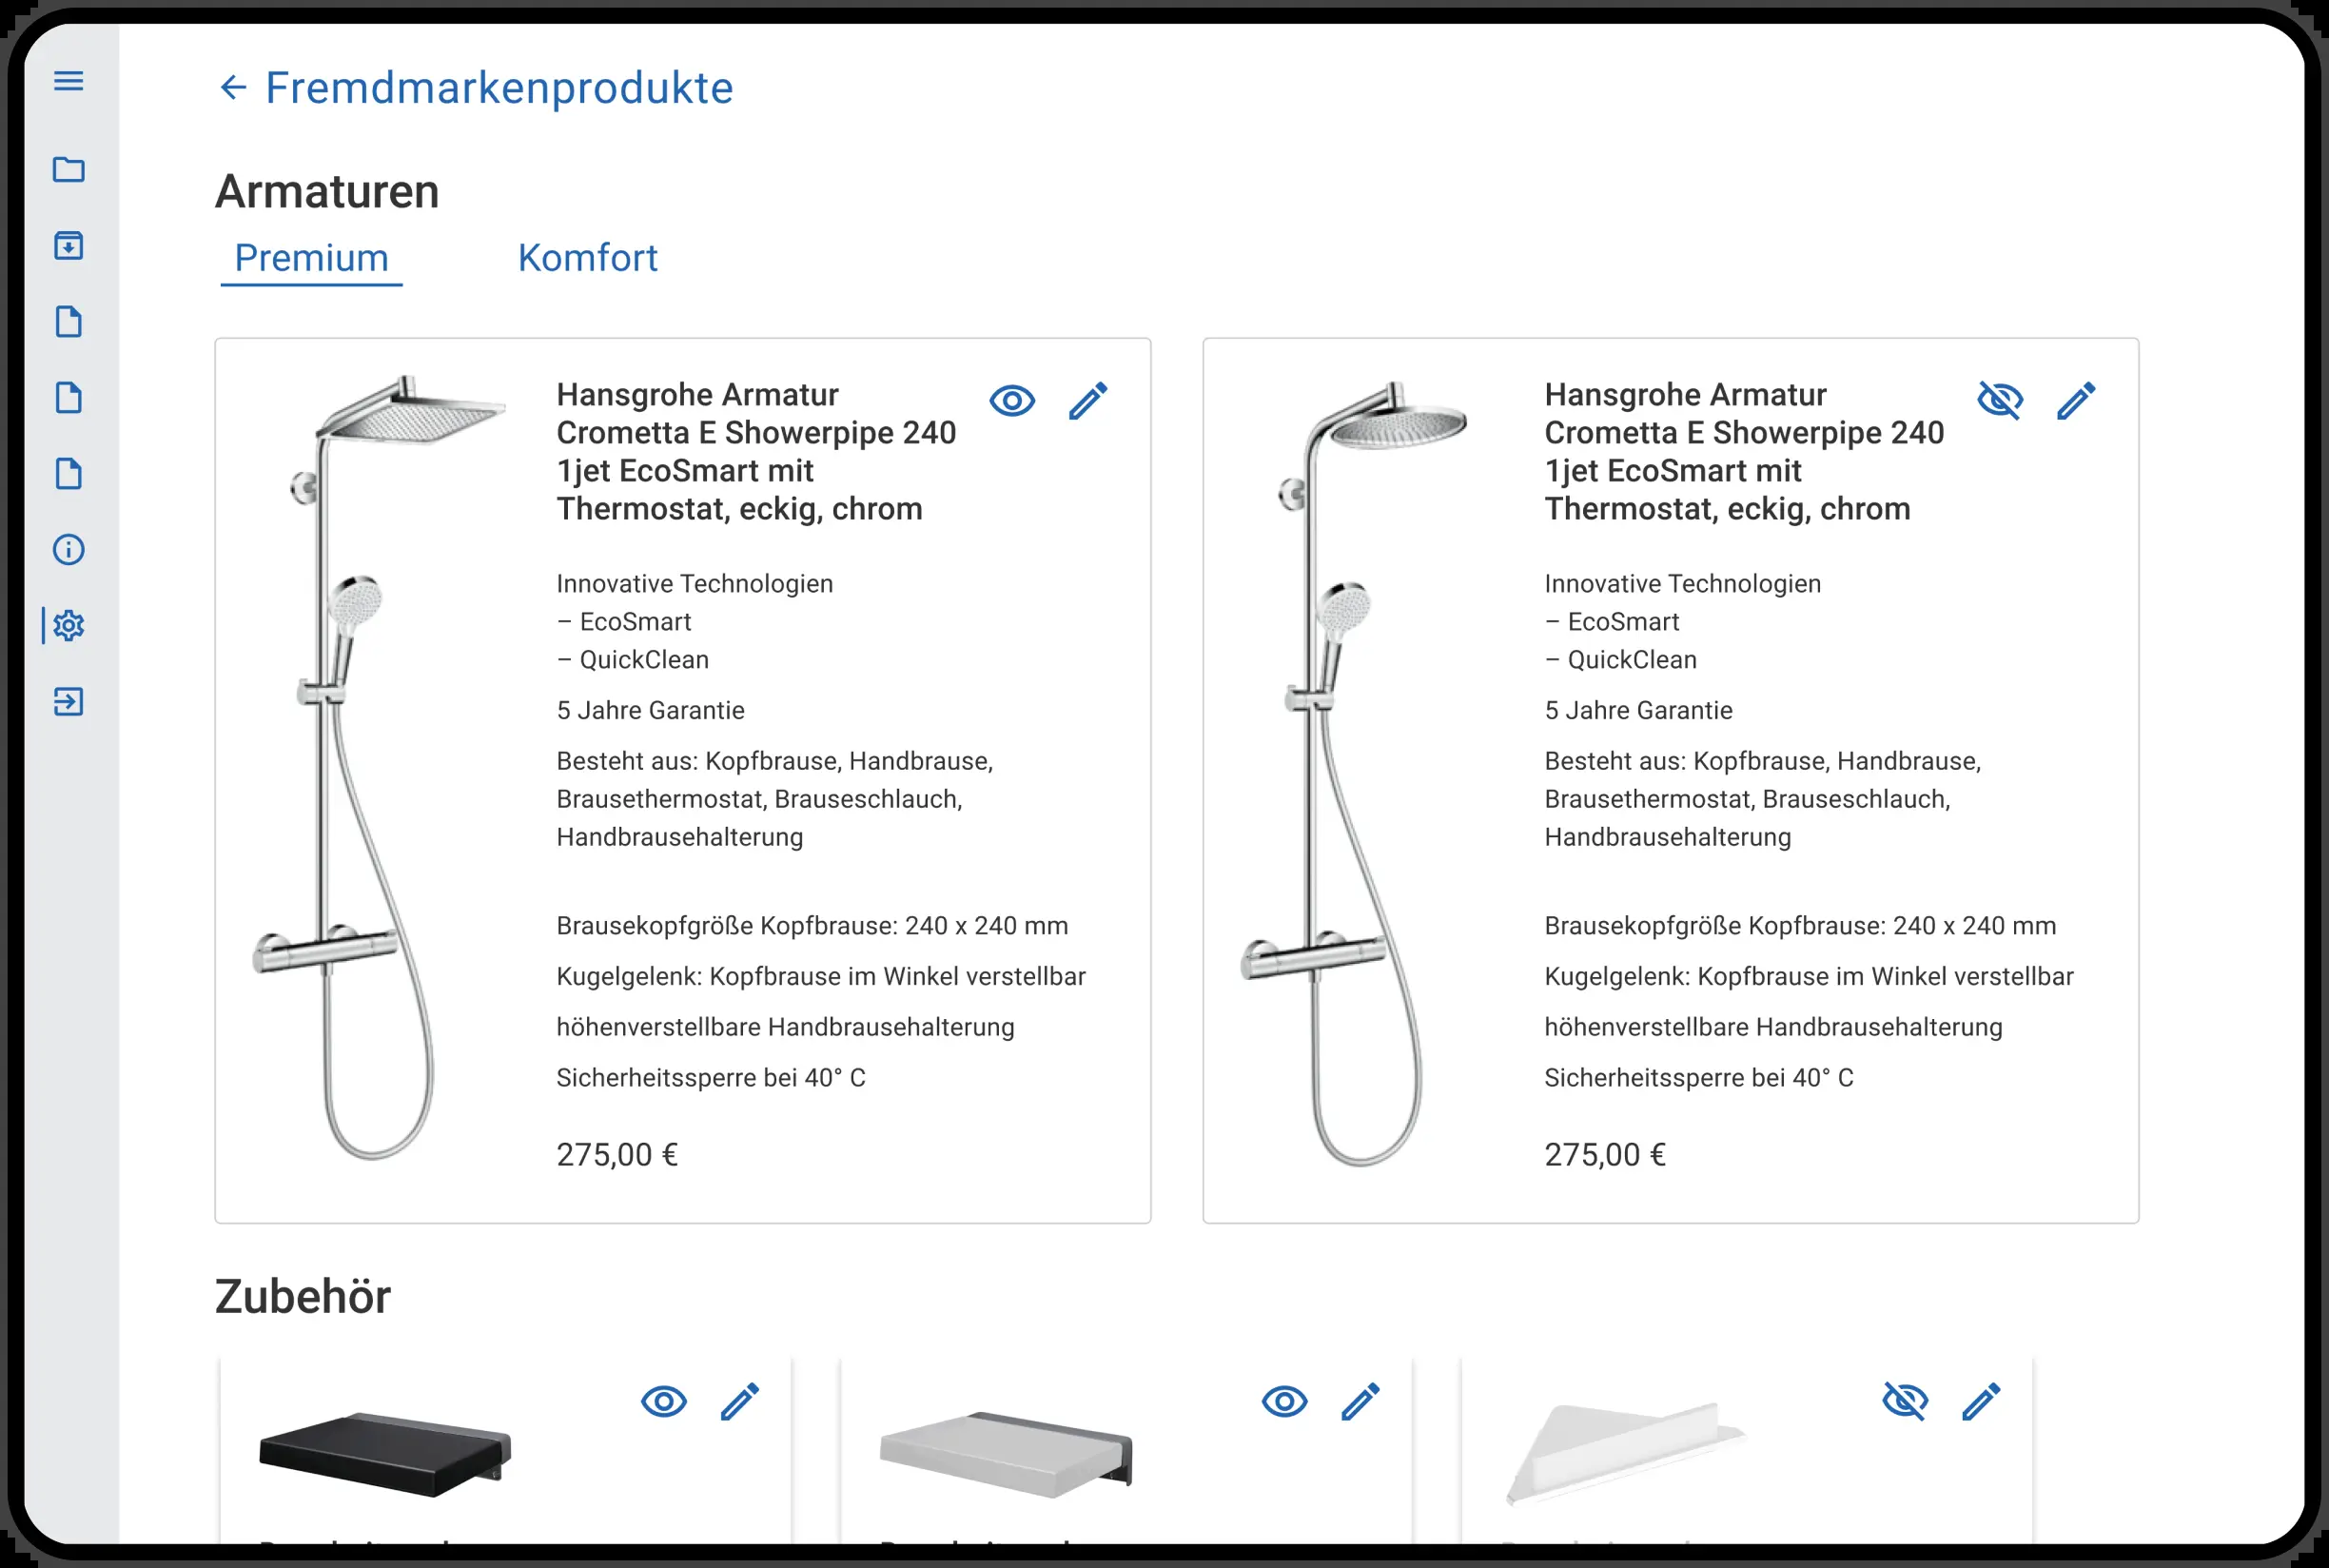 Fremdmarkenprodukte
Armaturen
Premium
Komfort
Hansgrohe Armatur
Crometta E Showerpipe 240
1jet EcoSmart mit
Thermostat, eckig, chrom
Innovative Technologien
– EcoSmart
– QuickClean
5 Jahre Garantie
Besteht aus: Kopfbrause, Handbrause,
Brausethermostat, Brauseschlauch,
Handbrausehalterung
Brausekopfgröße Kopfbrause: 240 x 240 mm
Kugelgelenk: Kopfbrause im Winkel verstellbar
höhenverstellbare Handbrausehalterung
Sicherheitssperre bei 40° C
275,00 €
Hansgrohe Armatur
Crometta E Showerpipe 240
1jet EcoSmart mit
Thermostat, eckig, chrom
Innovative Technologien
– EcoSmart
– QuickClean
5 Jahre Garantie
Besteht aus: Kopfbrause, Handbrause,
Brausethermostat, Brauseschlauch,
Handbrausehalterung
Brausekopfgröße Kopfbrause: 240 x 240 mm
Kugelgelenk: Kopfbrause im Winkel verstellbar
höhenverstellbare Handbrausehalterung
Sicherheitssperre bei 40° C
275,00 €
Zubehör